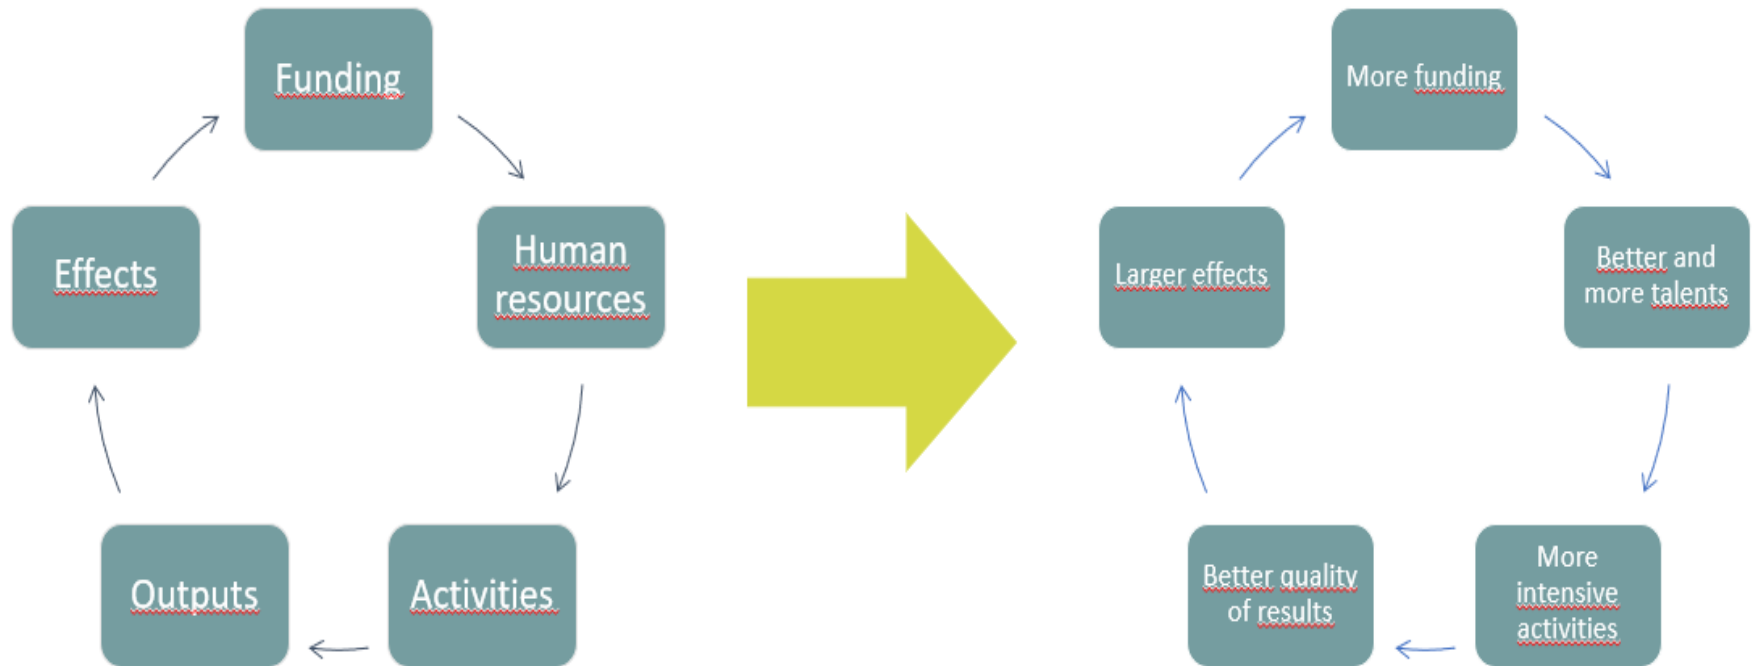 Funding
Human
resources
Activities
Outputs
Effects
More funding
Better and
more talents
More
intensive
activities
Better quality
of results
Larger effects